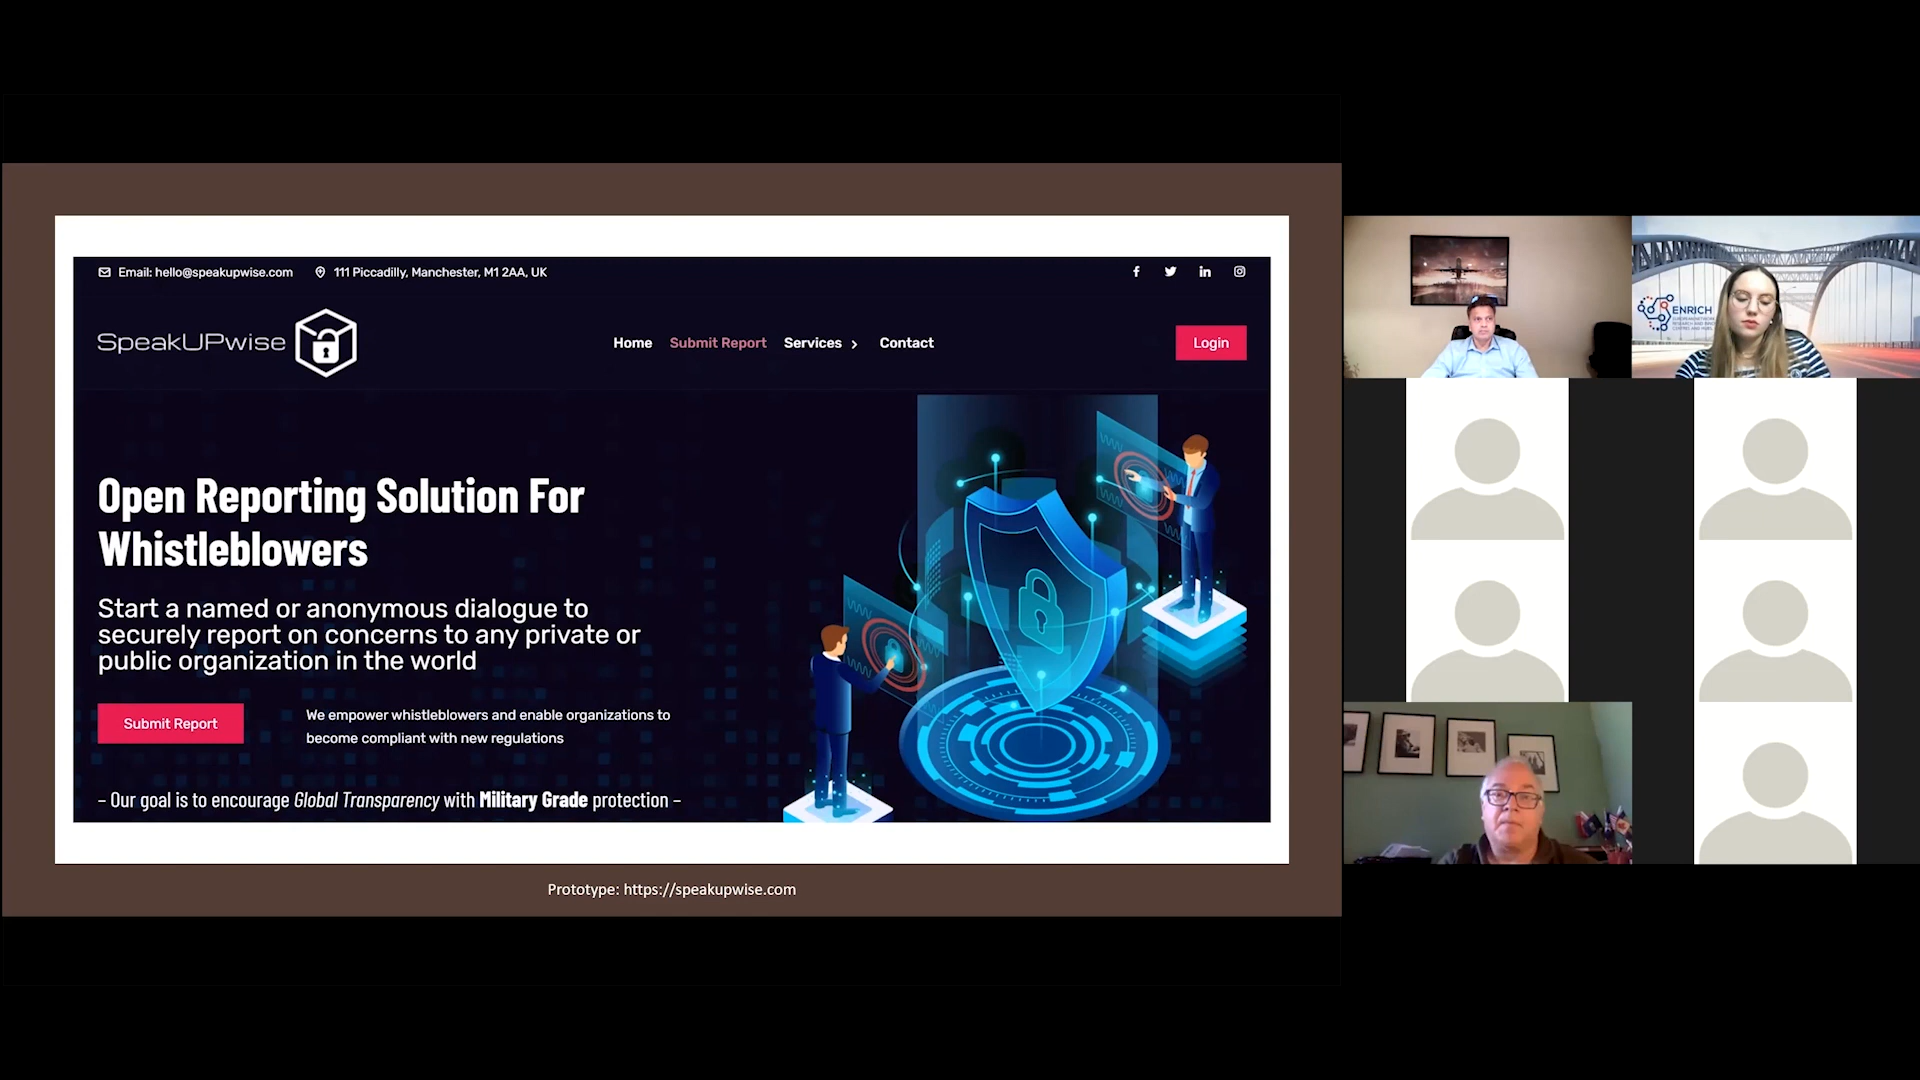 Email: hello@speakupwise.com
111 Piccadilly, Manchester, M1 2AA, UK
SpeakUPwise
Home
Submit Report
Services
Contact
Login
Open Reporting Solution For
Whistleblowers
Start a named or anonymous dialogue to
securely report on concerns to any private or
public organization in the world
Submit Report
We empower whistleblowers and enable organizations to
become compliant with new regulations
– Our goal is to encourage Global Transparency with Military Grade protection –
Prototype: https://speakupwise.com
ENRICH